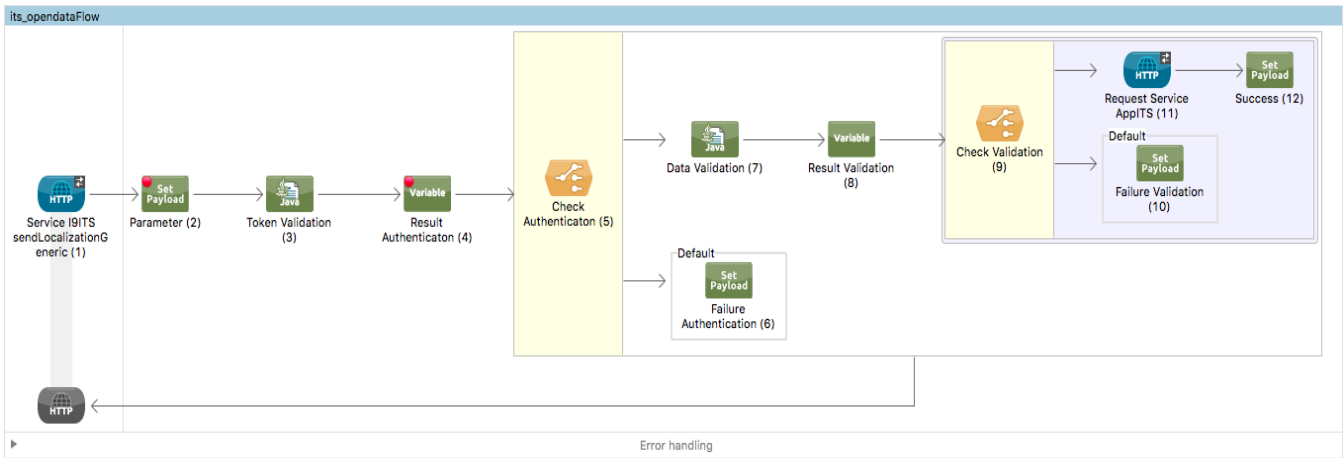 its_opendataFlow
HTTP
Service I9ITS
sendLocalizationG
eneric (1)
Set
Payload
Parameter (2)
Java
Token Validation
(3)
Variable
Result
Authenticaton (4)
Check
Authenticaton (5)
Java
Data Validation (7)
Variable
Result Validation
(8)
Check Validation
(9)
HTTP
Request Service
AppITS (11)
Set
Payload
Success (12)
Default
Set
Payload
Failure Validation
(10)
Default
Set
Payload
Failure
Authentication (6)
HTTP
Error handling